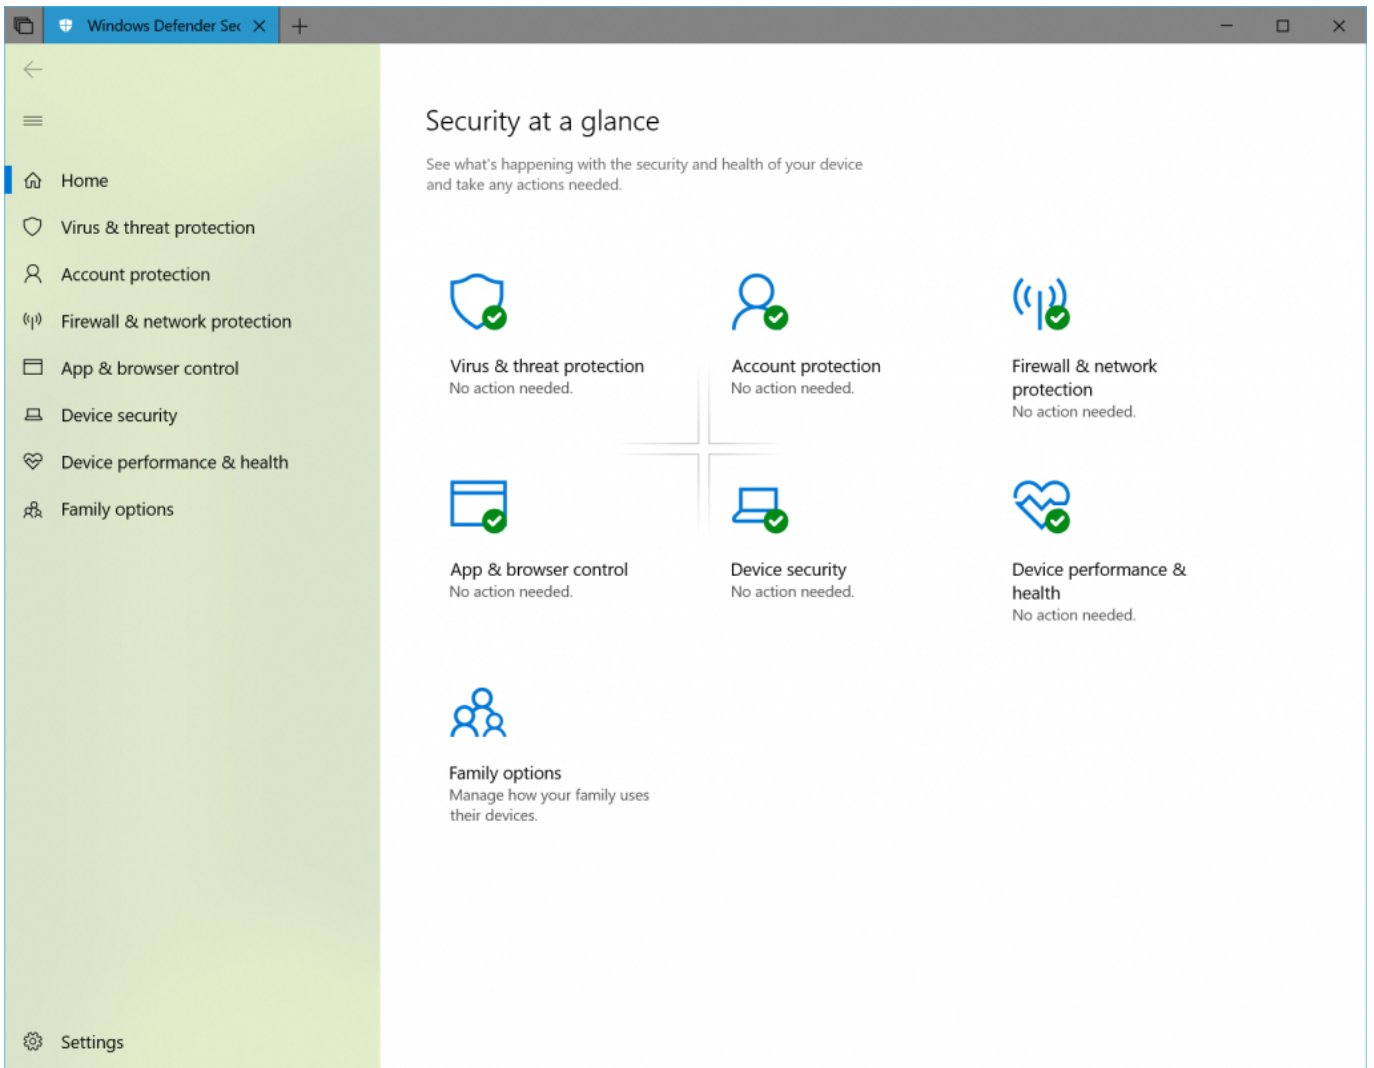 Windows Defender Sec
Home
Virus & threat protection
Account protection
Firewall & network protection
App & browser control
Device security
Device performance & health
Family options
Settings
Security at a glance
See what's happening with the security and health of your device
and take any actions needed.
Virus & threat protection
No action needed.
Account protection
No action needed.
Firewall & network
protection
No action needed.
App & browser control
No action needed.
Device security
No action needed.
Device performance &
health
No action needed.
Family options
Manage how your family uses
their devices.